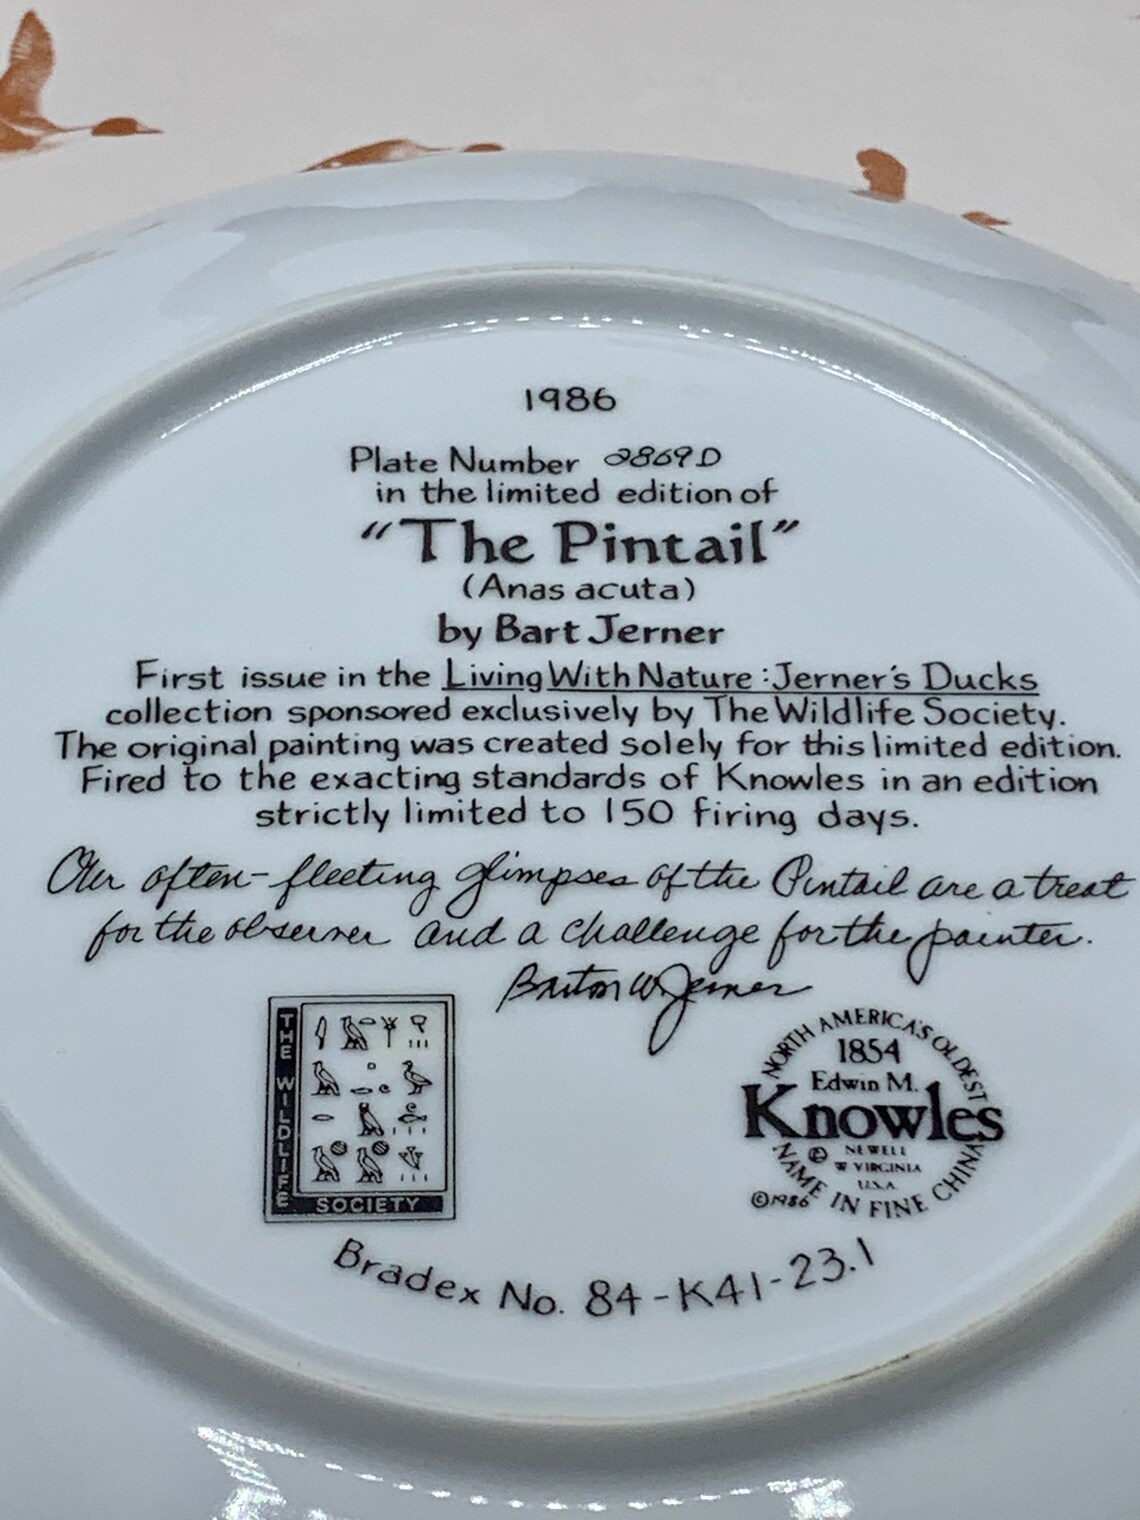 1986
Plate Number 2869D
in the limited edition of
"The Pintail"
(Anas acuta)
by Bart Jerner
First issue in the Living With Nature: Jerner's Ducks
collection sponsored exclusively by The Wildlife Society.
The original painting was created solely for this limited edition.
Fired to the exacting standards of Knowles in an edition
strictly limited to 150 firing days.
Our often-fleeting glimpses of the Pintail are a treat
for the observer and a challenge for the painter.
Barton W. Jerner
THE WILDLIFE
SOCIETY
NORTH AMERICA'S OLDEST
1854
Edwin M.
Knowles
NEWELL
W VIRGINIA
U.S.A.
©1986
NAME IN FINE CHINA
Bradex No. 84-K41-23.1